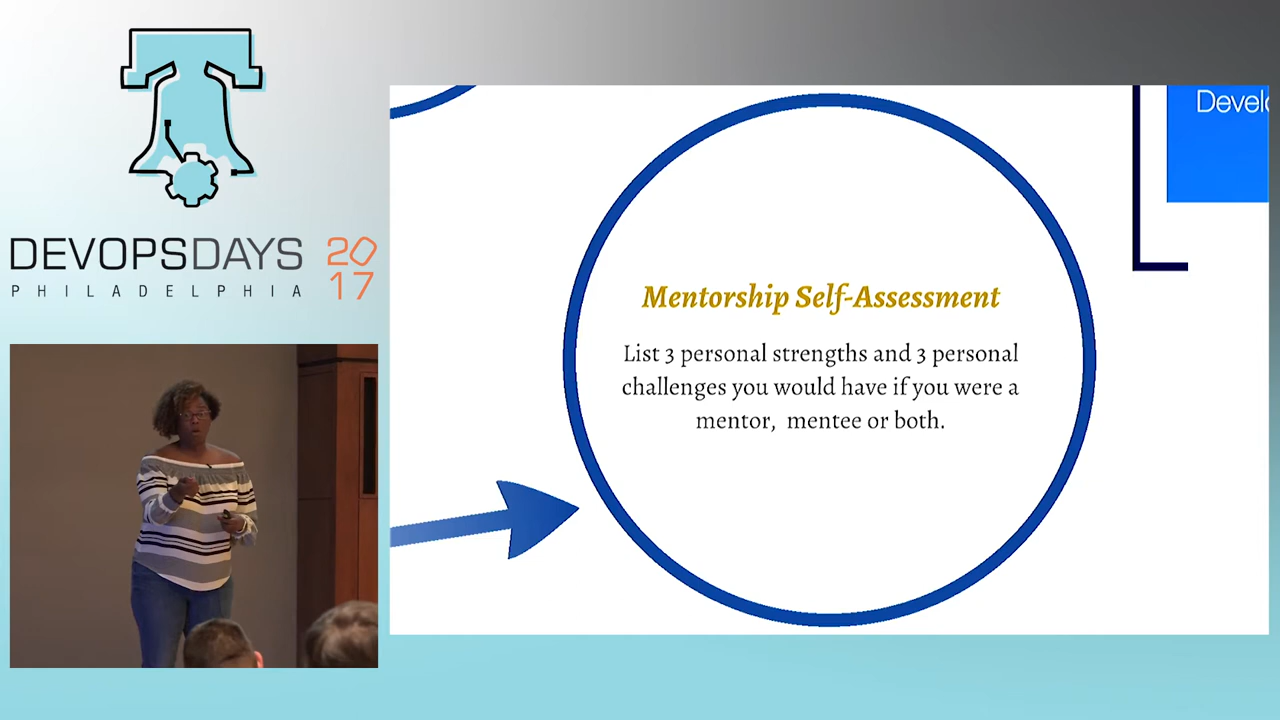 DEVOPSDAYS 2017
PHILADELPHIA
Mentorship Self-Assessment
List 3 personal strengths and 3 personal
challenges you would have if you were a
mentor, mentee or both.